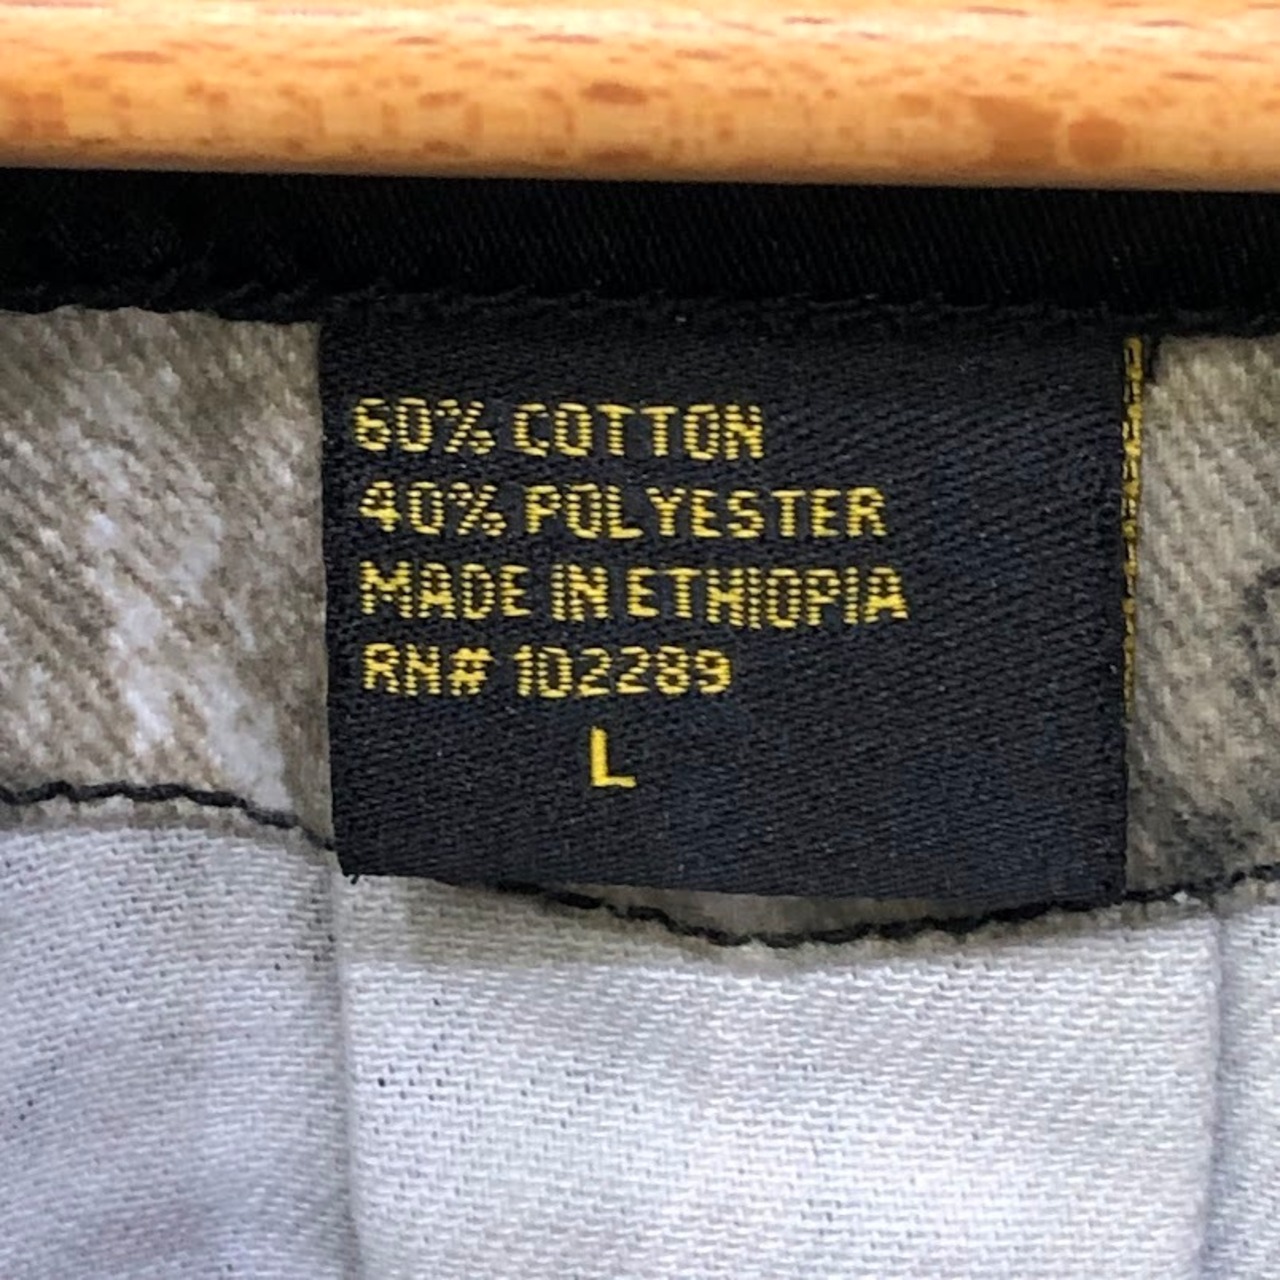 60% COTTON
40% POLYESTER
MADE IN ETHIOPIA
RN# 102289
L